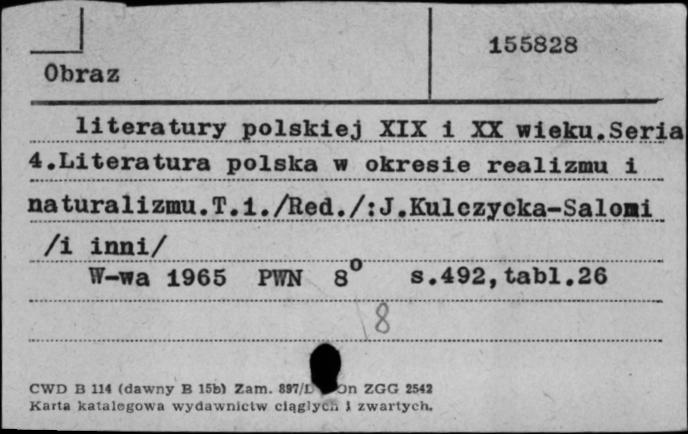 155828
Obraz
literatury polskiej XIX i XX wieku.Seria
4.Literatura polska w okresie realizmu i
naturalizmu.T.1./Red./:J.Kulczycka-Salomi
/i inni/
W-wa 1965 PWN 8° s.492,tabl.26
8
CWD B 114 (dawny B 15b) Zam. ZGG 2542
Karta katalogowa wydawnictw ciągłych i zwartych.